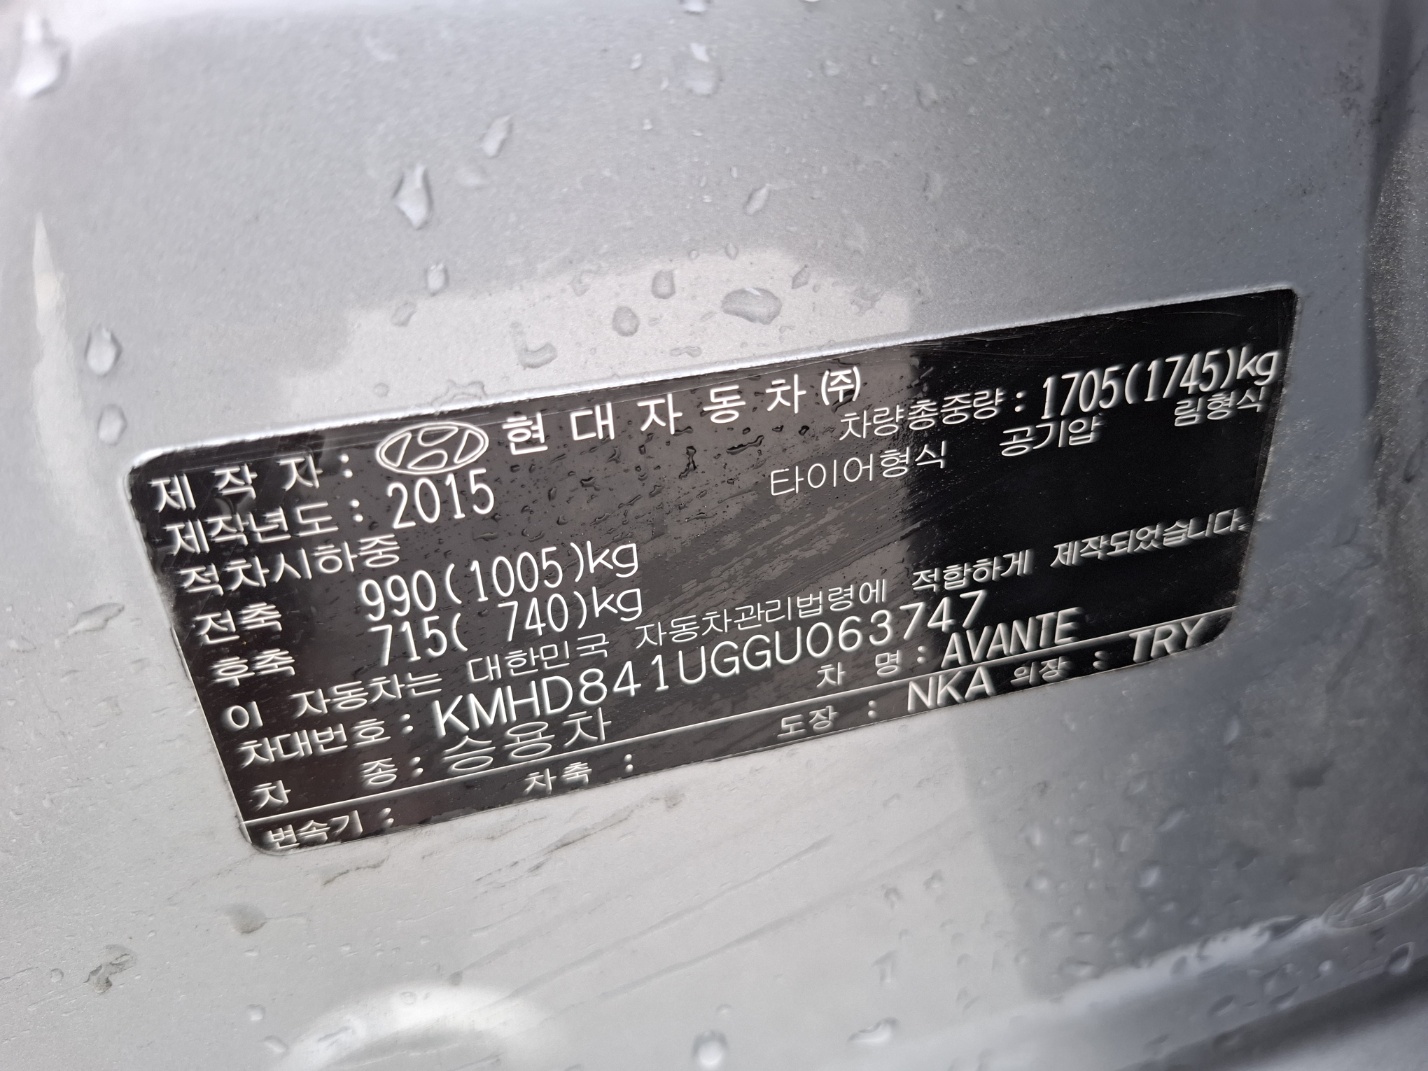 제 작 자 : 현 대 자 동 차 (주)
제작년도 : 2015 차량총중량 : 1705(1745)kg
적차시하중 타이어형식 공기압 림형식
전축 990(1005)kg
후축 715( 740)kg
이 자동차는 대한민국 자동차관리법령에 적합하게 제작되었습니다.
차대번호 : KMHD841UGGU063747
차 종 : 승용차 차 명 : AVANTE
변속기 : 차축 : 도장 : NKA 의장 : TRY